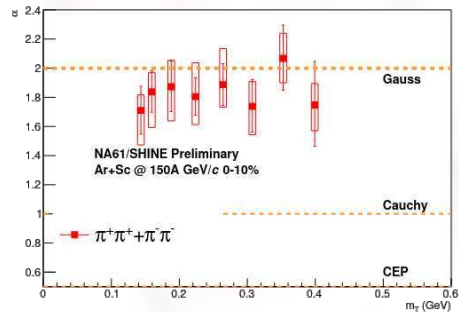 α
2.4
2.2
2
Gauss
1.8
1.6
NA61/SHINE Preliminary
Ar+Sc @ 150A GeV/c 0-10%
1.4
1.2
Cauchy
1
π⁺π⁺+π⁻π⁻
0.8
CEP
0.6
0 0.1 0.2 0.3 0.4 0.5 0.6
m_T (GeV)